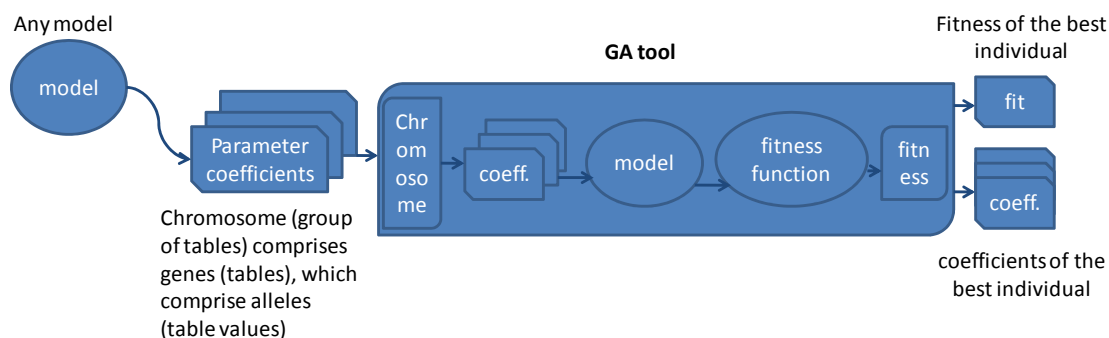 Any model
model
Parameter
coefficients
Chromosome (group
of tables) comprises
genes (tables), which
comprise alleles
(table values)
GA tool
Chr
om
oso
me
coeff.
model
fitness
function
fitn
ess
Fitness of the best
individual
fit
coeff.
coefficients of the
best individual